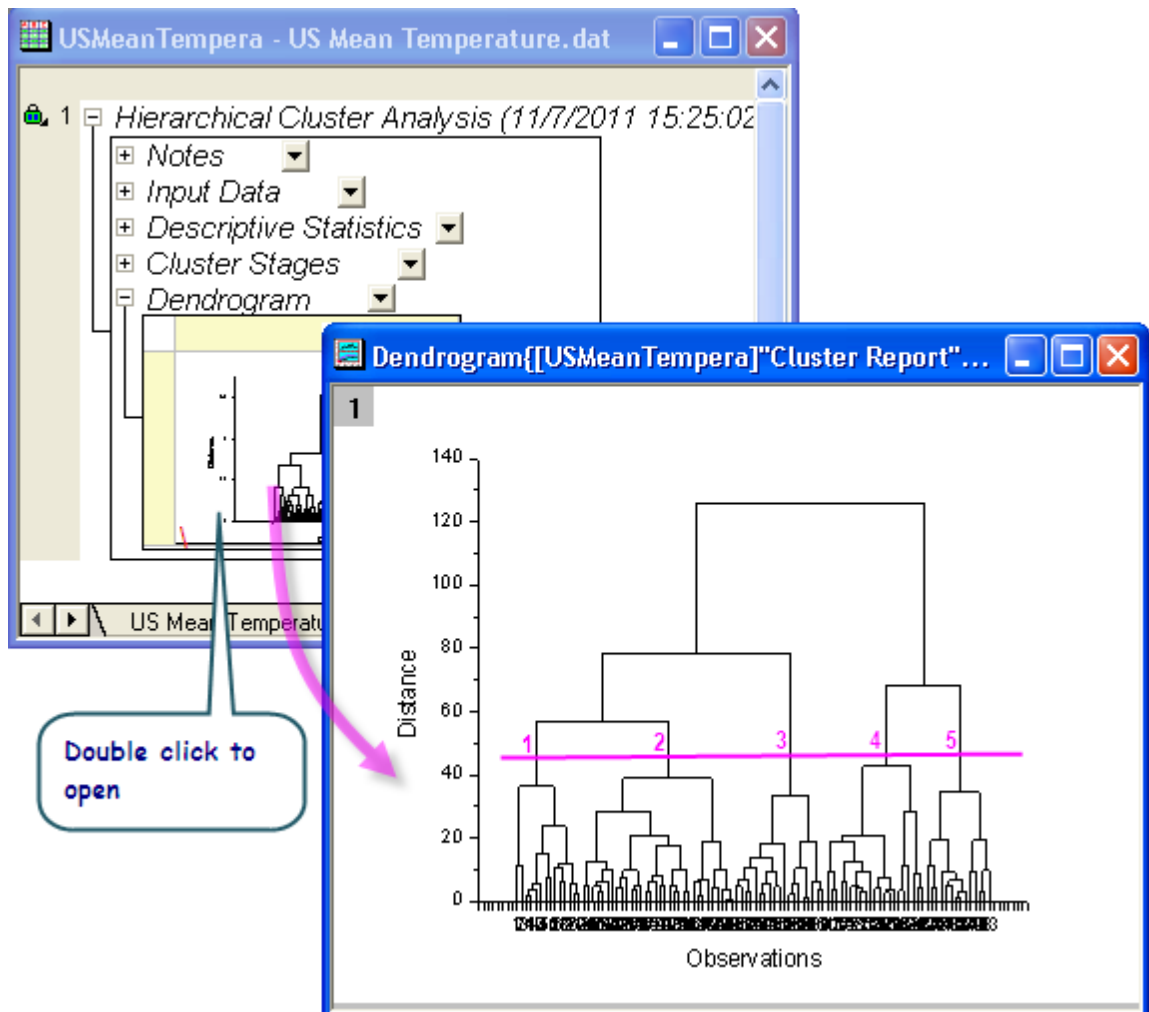 USMeanTempera - US Mean Temperature.dat
1 Hierarchical Cluster Analysis (11/7/2011 15:25:02
Notes
Input Data
Descriptive Statistics
Cluster Stages
Dendrogram
US Mean Temperatu
Double click to
open
Dendrogram{[USMeanTempera]"Cluster Report"...
1
140
120
100
80
60
40
20
0
Distance
1 2 3 4 5
Observations